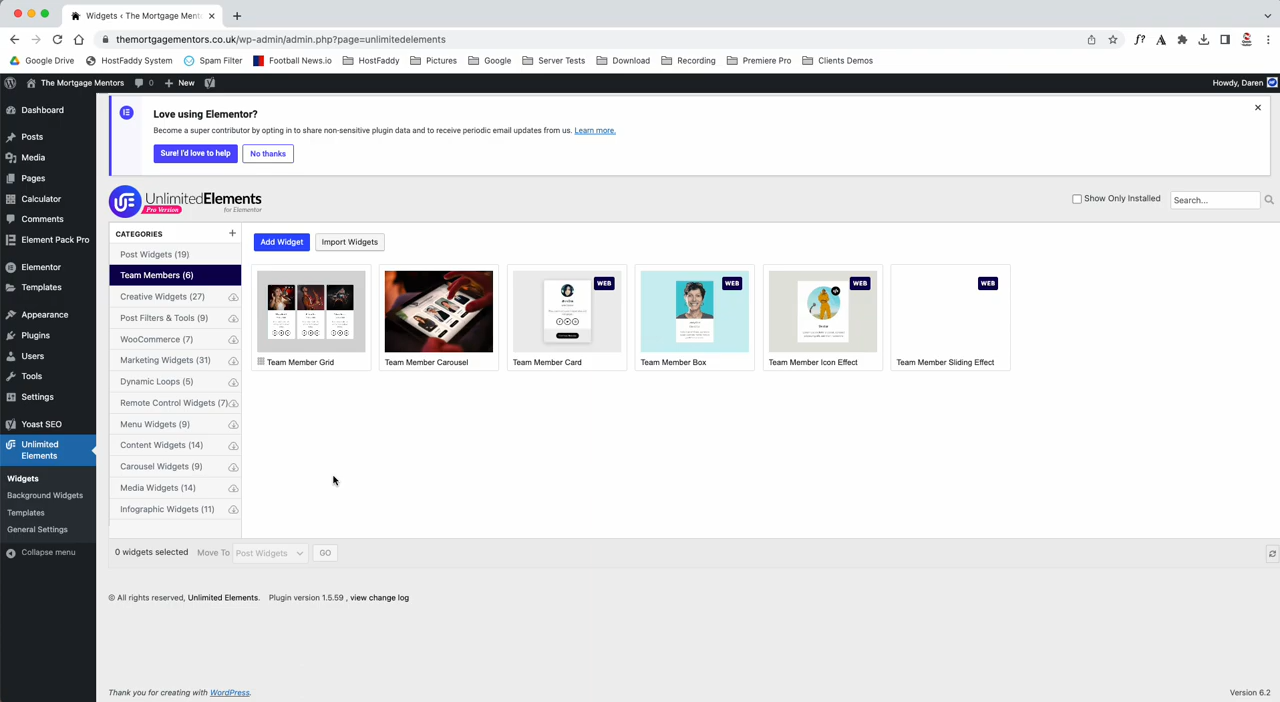 Widgets ‹ The Mortgage Ment
themortgagementors.co.uk/wp-admin/admin.php?page=unlimitedelements
Google Drive HostFaddy System Spam Filter Football News.io HostFaddy Pictures Google Server Tests Download Recording Premiere Pro Clients Demos
The Mortgage Mentors 0 New Howdy, Daren
Dashboard
Posts
Media
Pages
Calculator
Comments
Element Pack Pro
Elementor
Templates
Appearance
Plugins
Users
Tools
Settings
Yoast SEO
Unlimited
Elements
Widgets
Background Widgets
Templates
General Settings
Collapse menu
Love using Elementor?
Become a super contributor by opting in to share non-sensitive plugin data and to receive periodic email updates from us. Learn more.
Sure! I'd love to help No thanks
UnlimitedElements
Pro Version for Elementor
Show Only Installed Search...
CATEGORIES +
Post Widgets (19)
Team Members (6)
Creative Widgets (27)
Post Filters & Tools (9)
WooCommerce (7)
Marketing Widgets (31)
Dynamic Loops (5)
Remote Control Widgets (7)
Menu Widgets (9)
Content Widgets (14)
Carousel Widgets (9)
Media Widgets (14)
Infographic Widgets (11)
Add Widget Import Widgets
WEB WEB WEB WEB
Team Member Grid Team Member Carousel Team Member Card Team Member Box Team Member Icon Effect Team Member Sliding Effect
0 widgets selected Move To Post Widgets GO
© All rights reserved, Unlimited Elements. Plugin version 1.5.59 , view change log
Thank you for creating with WordPress. Version 6.2